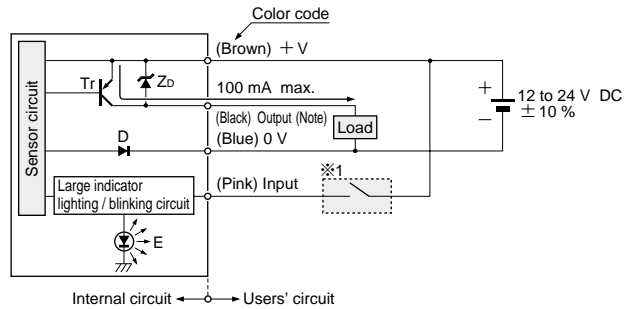 Color code
(Brown) +V
Tr
ZD
100 mA max.
+
12 to 24 V DC
−
±10 %
(Black) Output (Note)
Load
Sensor circuit
D
(Blue) 0 V
※1
Large indicator
lighting / blinking circuit
(Pink) Input
E
Internal circuit
Users' circuit